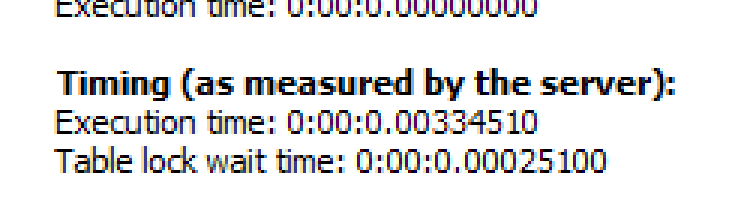 Execution time: 0:00:0.00000000
Timing (as measured by the server):
Execution time: 0:00:0.00334510
Table lock wait time: 0:00:0.00025100